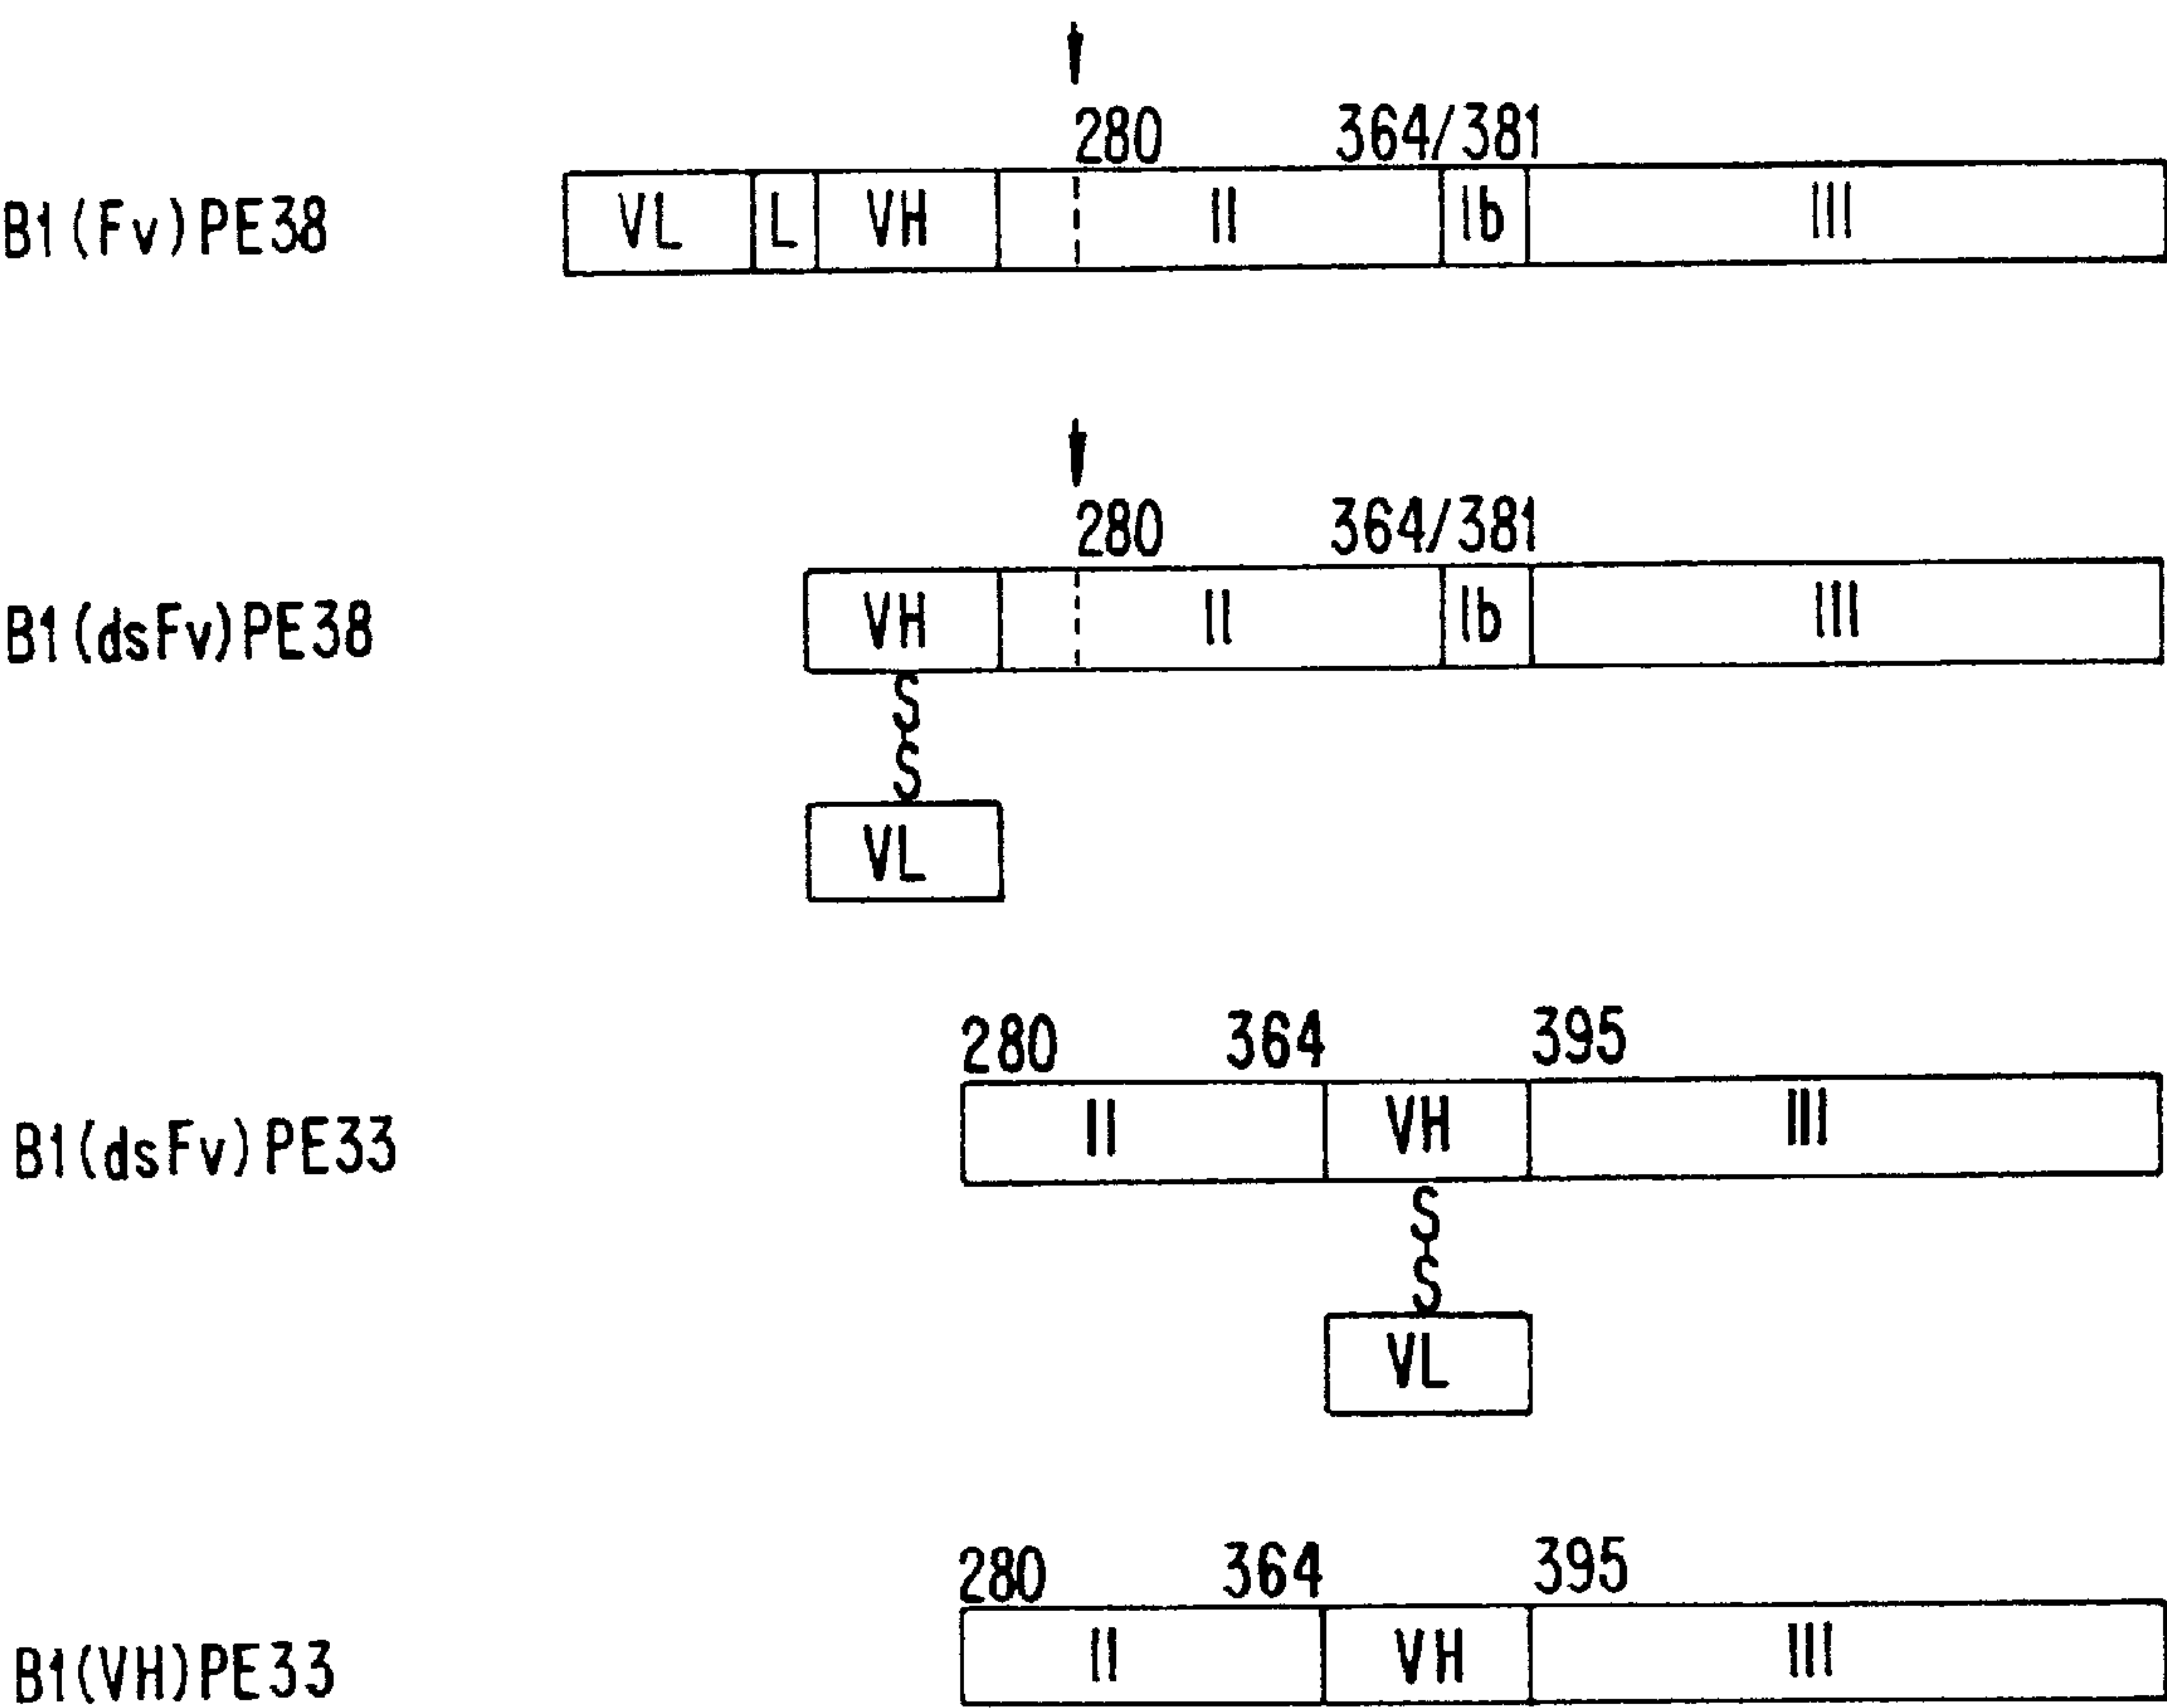 280 364/381
B1(Fv)PE38 VL L VH II Ib III
280 364/381
B1(dsFv)PE38 VH II Ib III
S
S
VL
280 364 395
B1(dsFv)PE33 II VH III
S
S
VL
280 364 395
B1(VH)PE33 II VH III